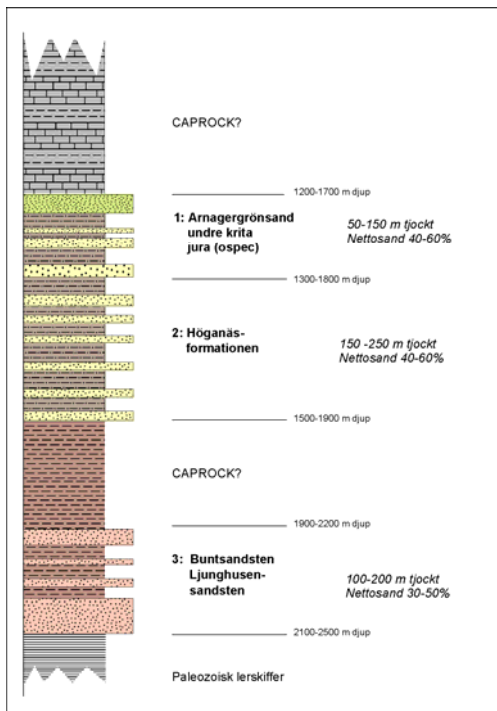 CAPROCK?
1200-1700 m djup
1: Arnagergrönsand
undre krita
jura (ospec)
50-150 m tjockt
Nettosand 40-60%
1300-1800 m djup
2: Höganäs-
formationen
150 -250 m tjockt
Nettosand 40-60%
1500-1900 m djup
CAPROCK?
1900-2200 m djup
3: Buntsandsten
Ljunghusen-
sandsten
100-200 m tjockt
Nettosand 30-50%
2100-2500 m djup
Paleozoisk lerskiffer